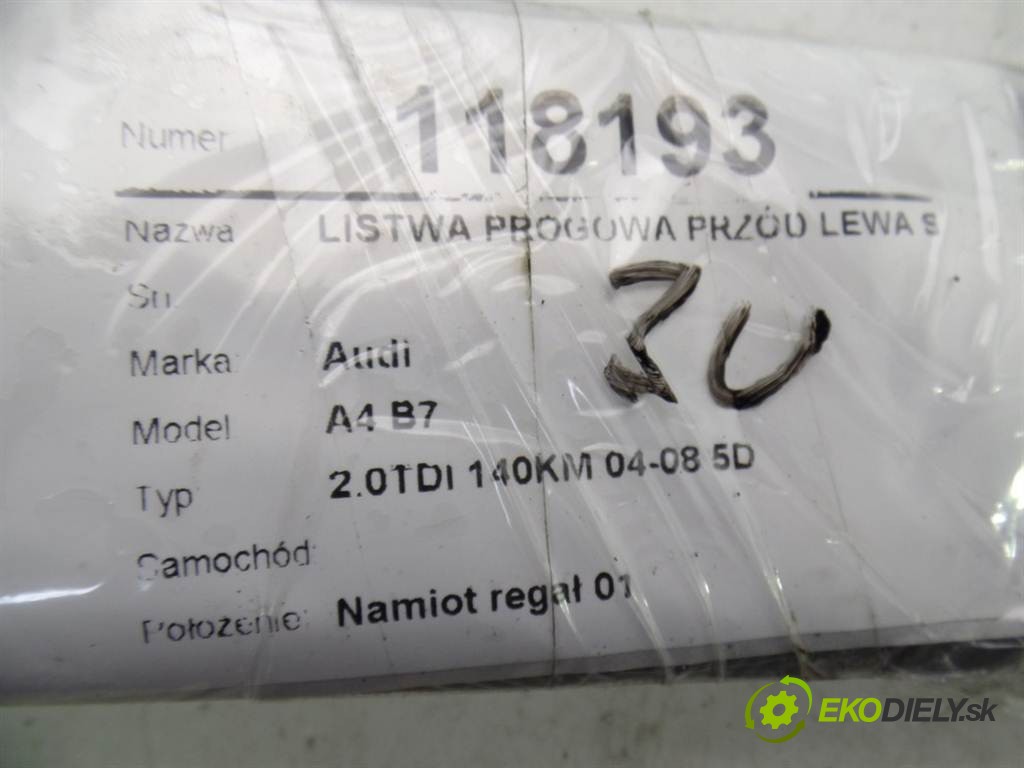 Numer 118193
Nazwa LISTWA PROGOWA PRZÓD LEWA S
Sn.
Marka: Audi
Model A4 B7
Typ 2.0TDI 140KM 04-08 5D
Samochód:
Położenie: Namiot regał 01
EKODIELY.sk